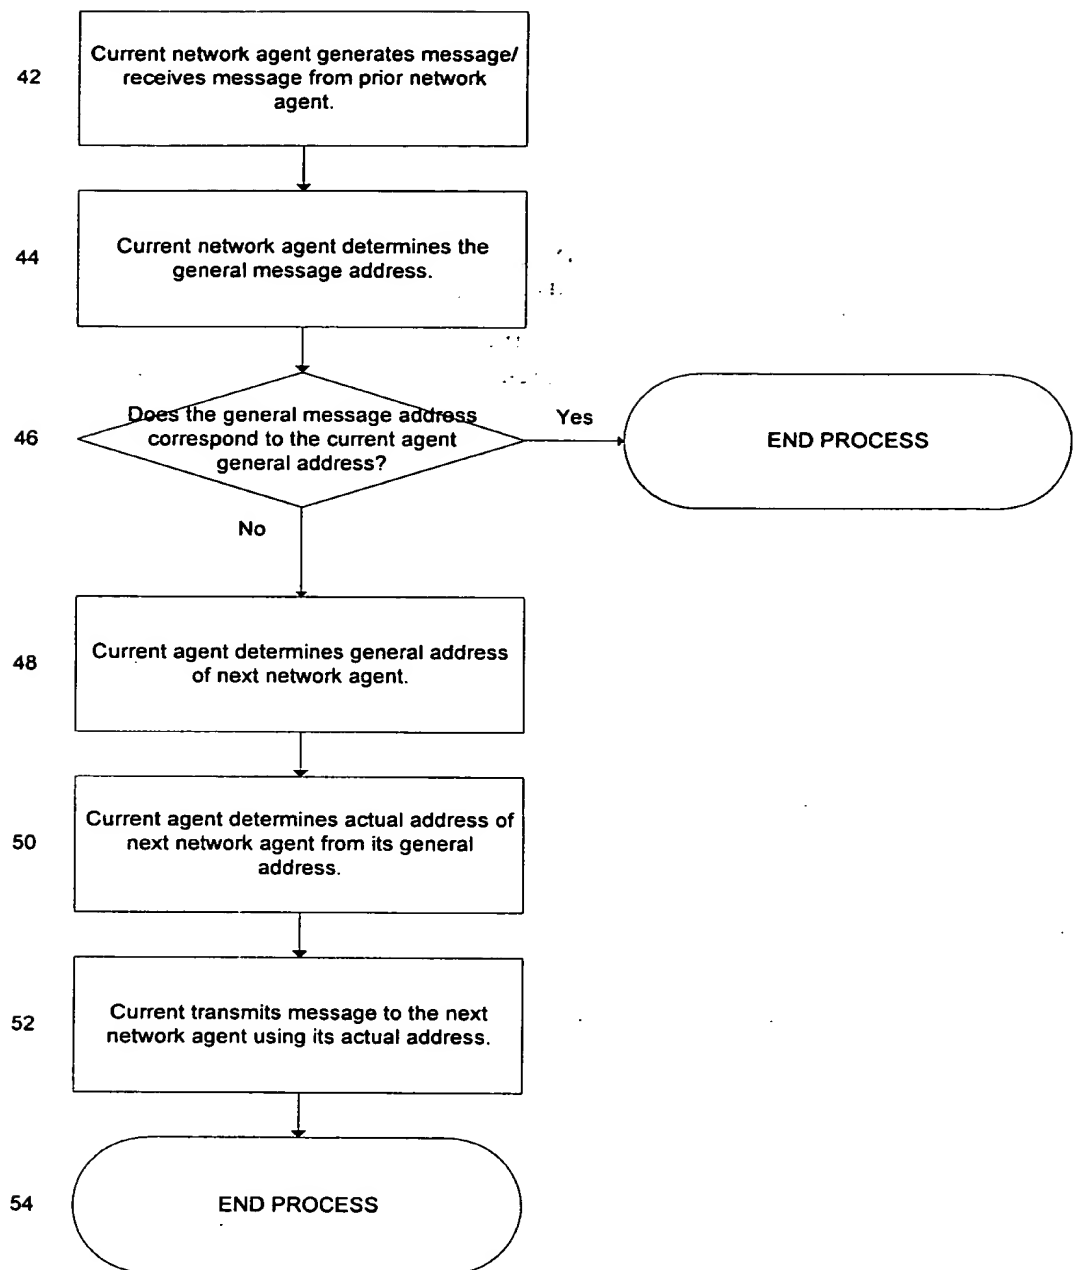 42
Current network agent generates message/
receives message from prior network
agent.
44
Current network agent determines the
general message address.
46
Does the general message address
correspond to the current agent
general address?
Yes
END PROCESS
No
48
Current agent determines general address
of next network agent.
50
Current agent determines actual address of
next network agent from its general
address.
52
Current transmits message to the next
network agent using its actual address.
54
END PROCESS